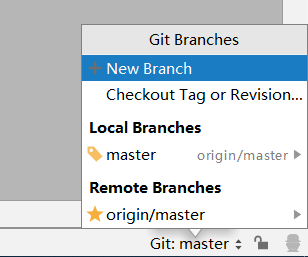 Git Branches
New Branch
Checkout Tag or Revision...
Local Branches
master origin/master
Remote Branches
origin/master
Git: master